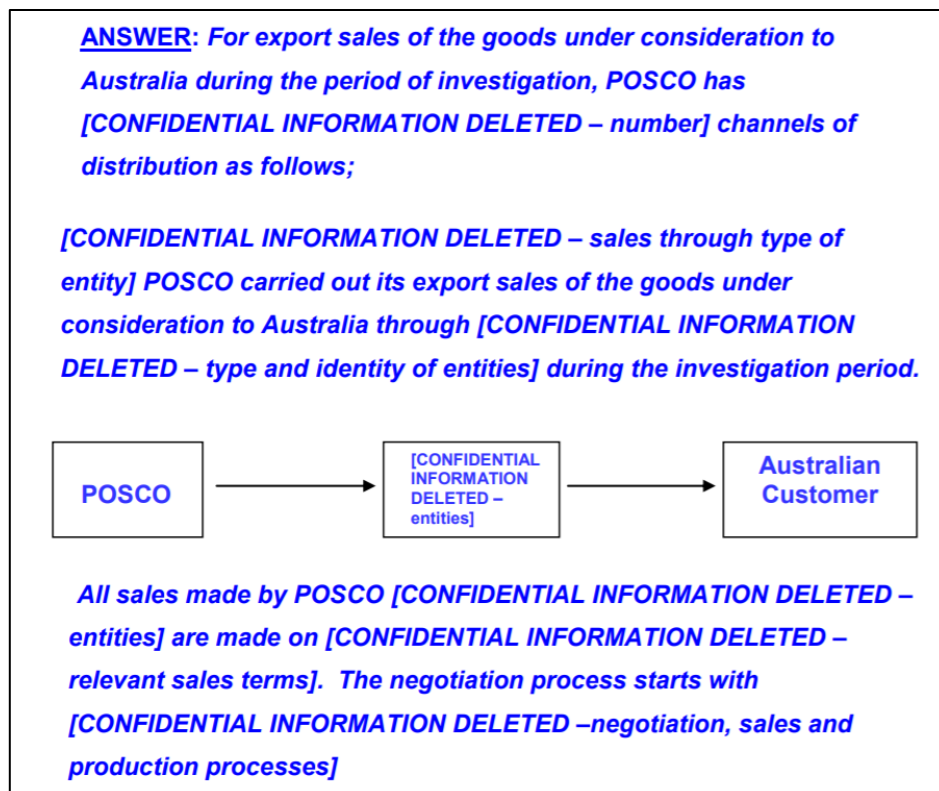 ANSWER: For export sales of the goods under consideration to
Australia during the period of investigation, POSCO has
[CONFIDENTIAL INFORMATION DELETED – number] channels of
distribution as follows;
[CONFIDENTIAL INFORMATION DELETED – sales through type of
entity] POSCO carried out its export sales of the goods under
consideration to Australia through [CONFIDENTIAL INFORMATION
DELETED – type and identity of entities] during the investigation period.
POSCO
[CONFIDENTIAL
INFORMATION
DELETED –
entities]
Australian
Customer
All sales made by POSCO [CONFIDENTIAL INFORMATION DELETED –
entities] are made on [CONFIDENTIAL INFORMATION DELETED –
relevant sales terms].  The negotiation process starts with
[CONFIDENTIAL INFORMATION DELETED –negotiation, sales and
production processes]